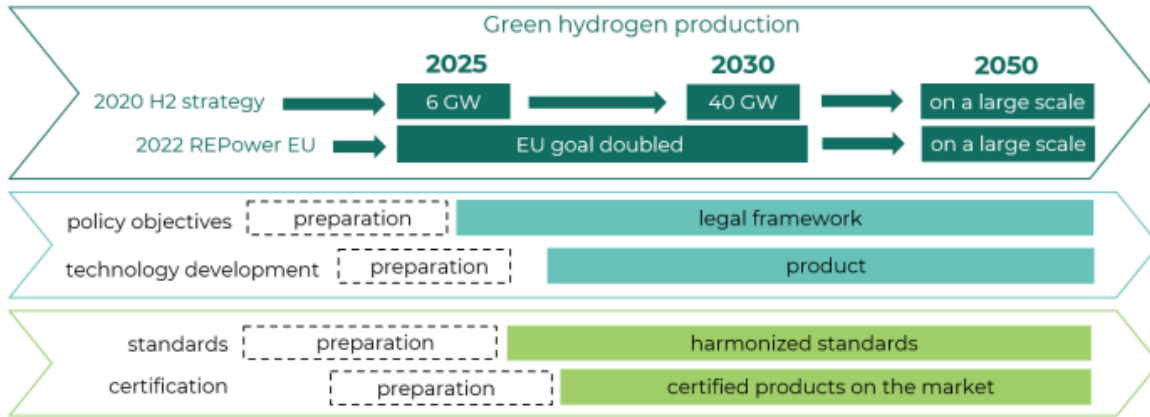 Green hydrogen production
2025 2030 2050
2020 H2 strategy 6 GW 40 GW on a large scale
2022 REPower EU EU goal doubled on a large scale
policy objectives preparation legal framework
technology development preparation product
standards preparation harmonized standards
certification preparation certified products on the market